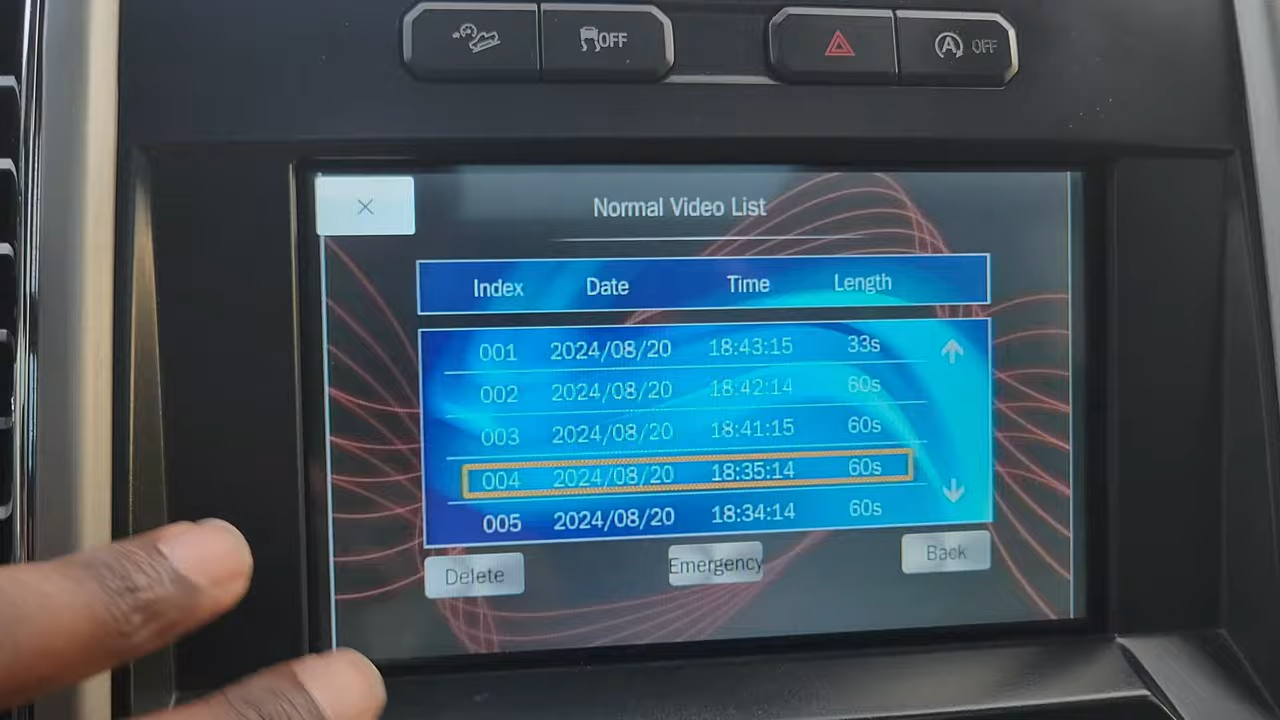 OFF
A OFF
Normal Video List
Index Date Time Length
001 2024/08/20 18:43:15 33s
002 2024/08/20 18:42:14 60s
003 2024/08/20 18:41:15 60s
004 2024/08/20 18:35:14 60s
005 2024/08/20 18:34:14 60s
Delete Emergency Back